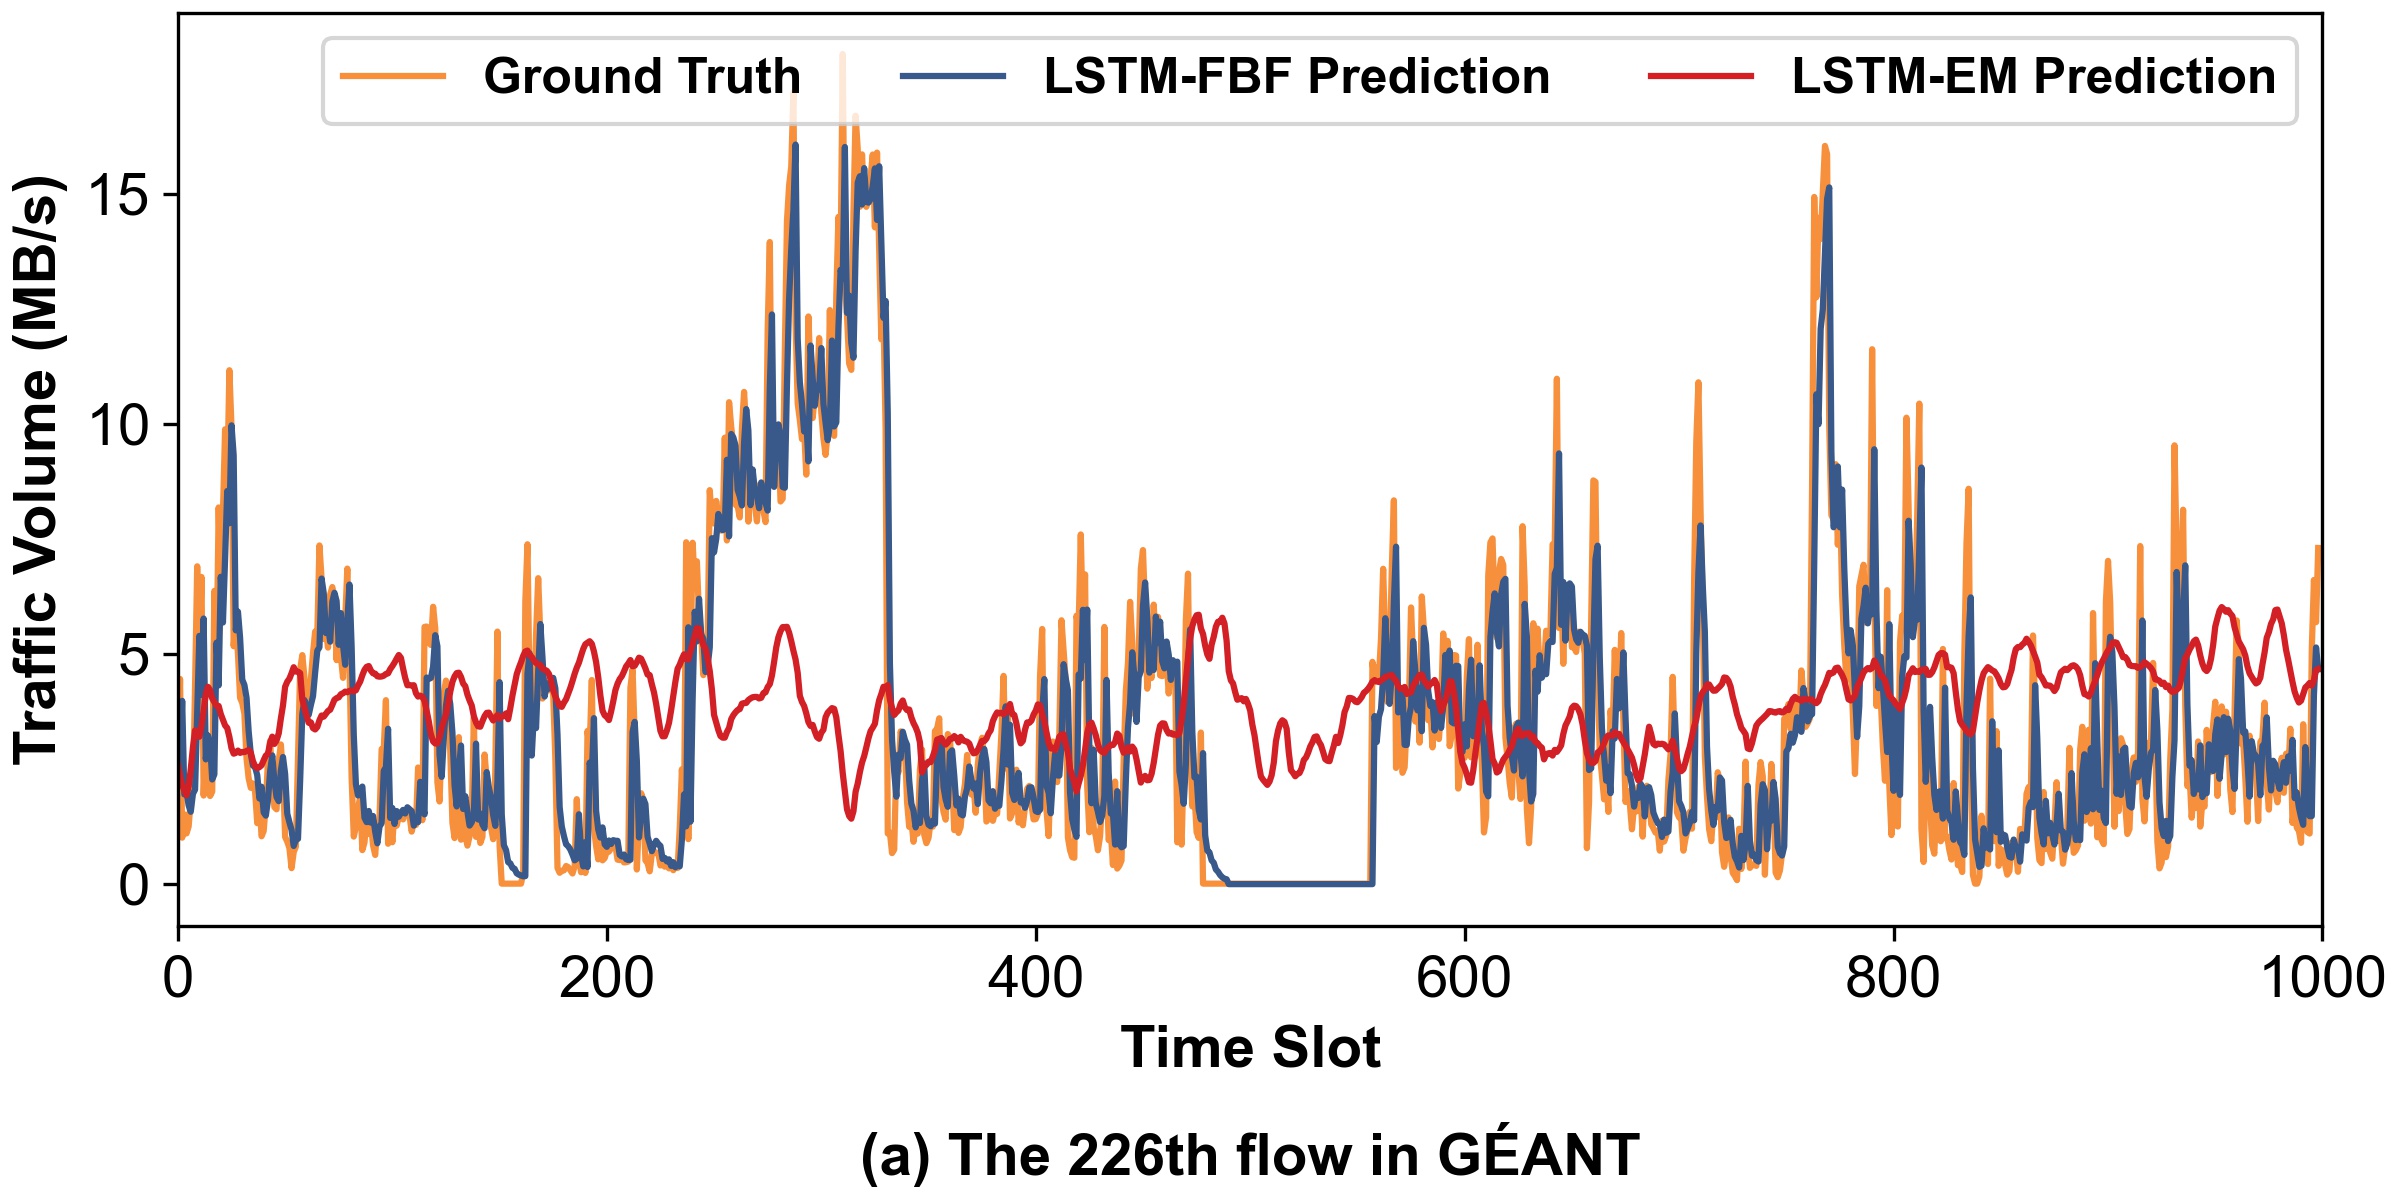 Ground Truth LSTM-FBF Prediction LSTM-EM Prediction
Traffic Volume (MB/s)
15
10
5
0
0 200 400 600 800 1000
Time Slot
(a) The 226th flow in GÉANT